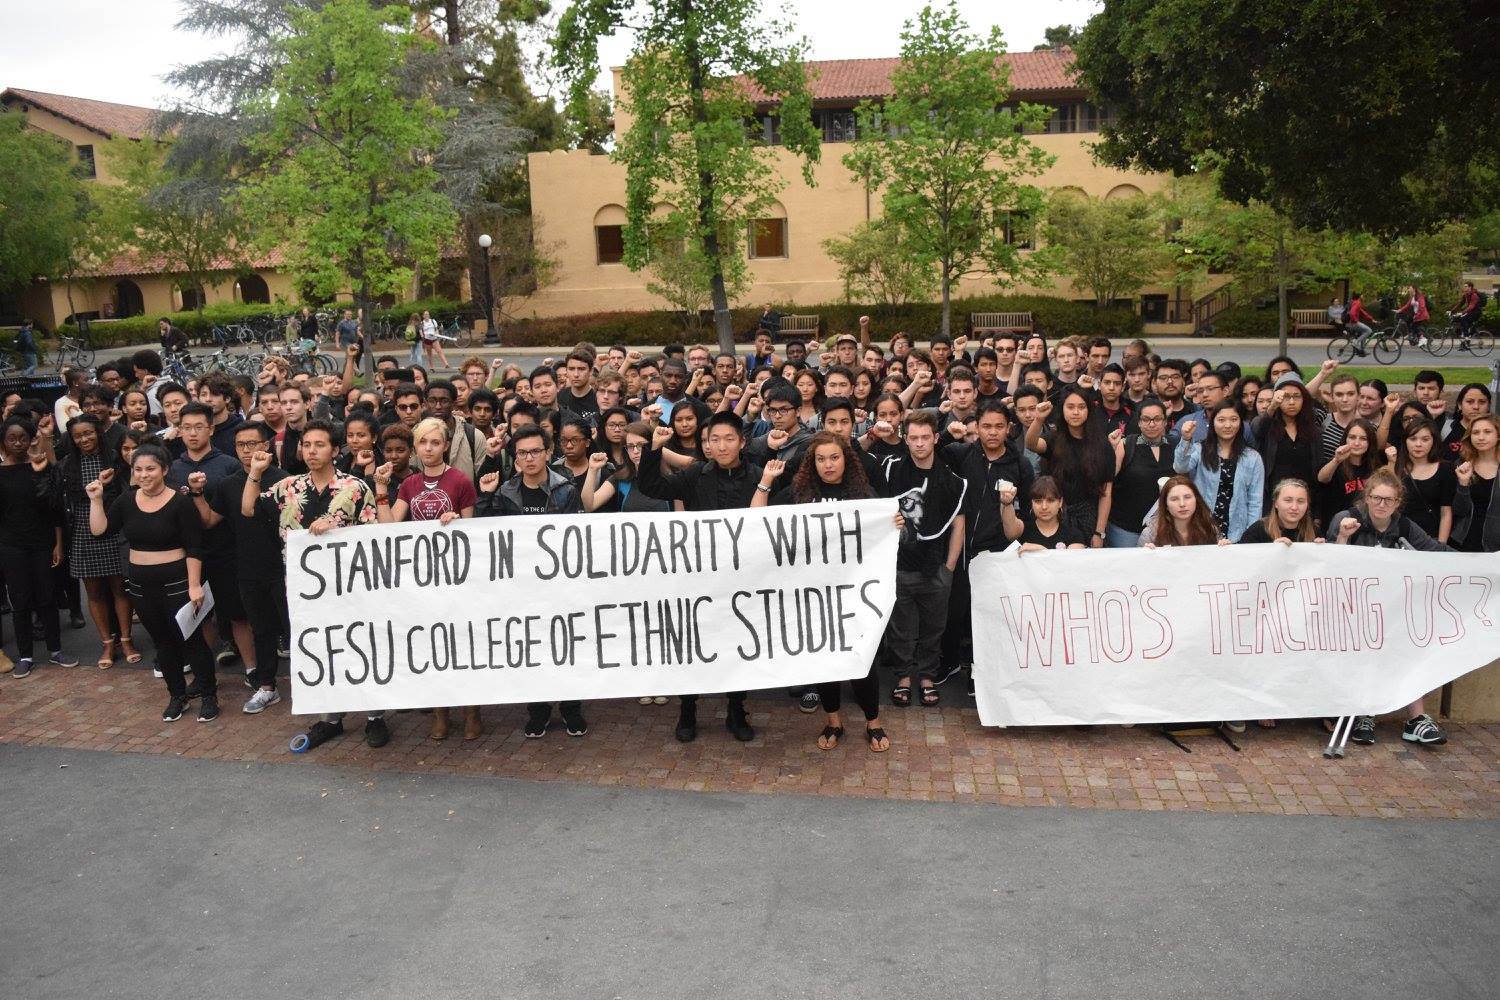 STANFORD IN SOLIDARITY WITH
SFSU COLLEGE OF ETHNIC STUDIES
WHO'S TEACHING US?